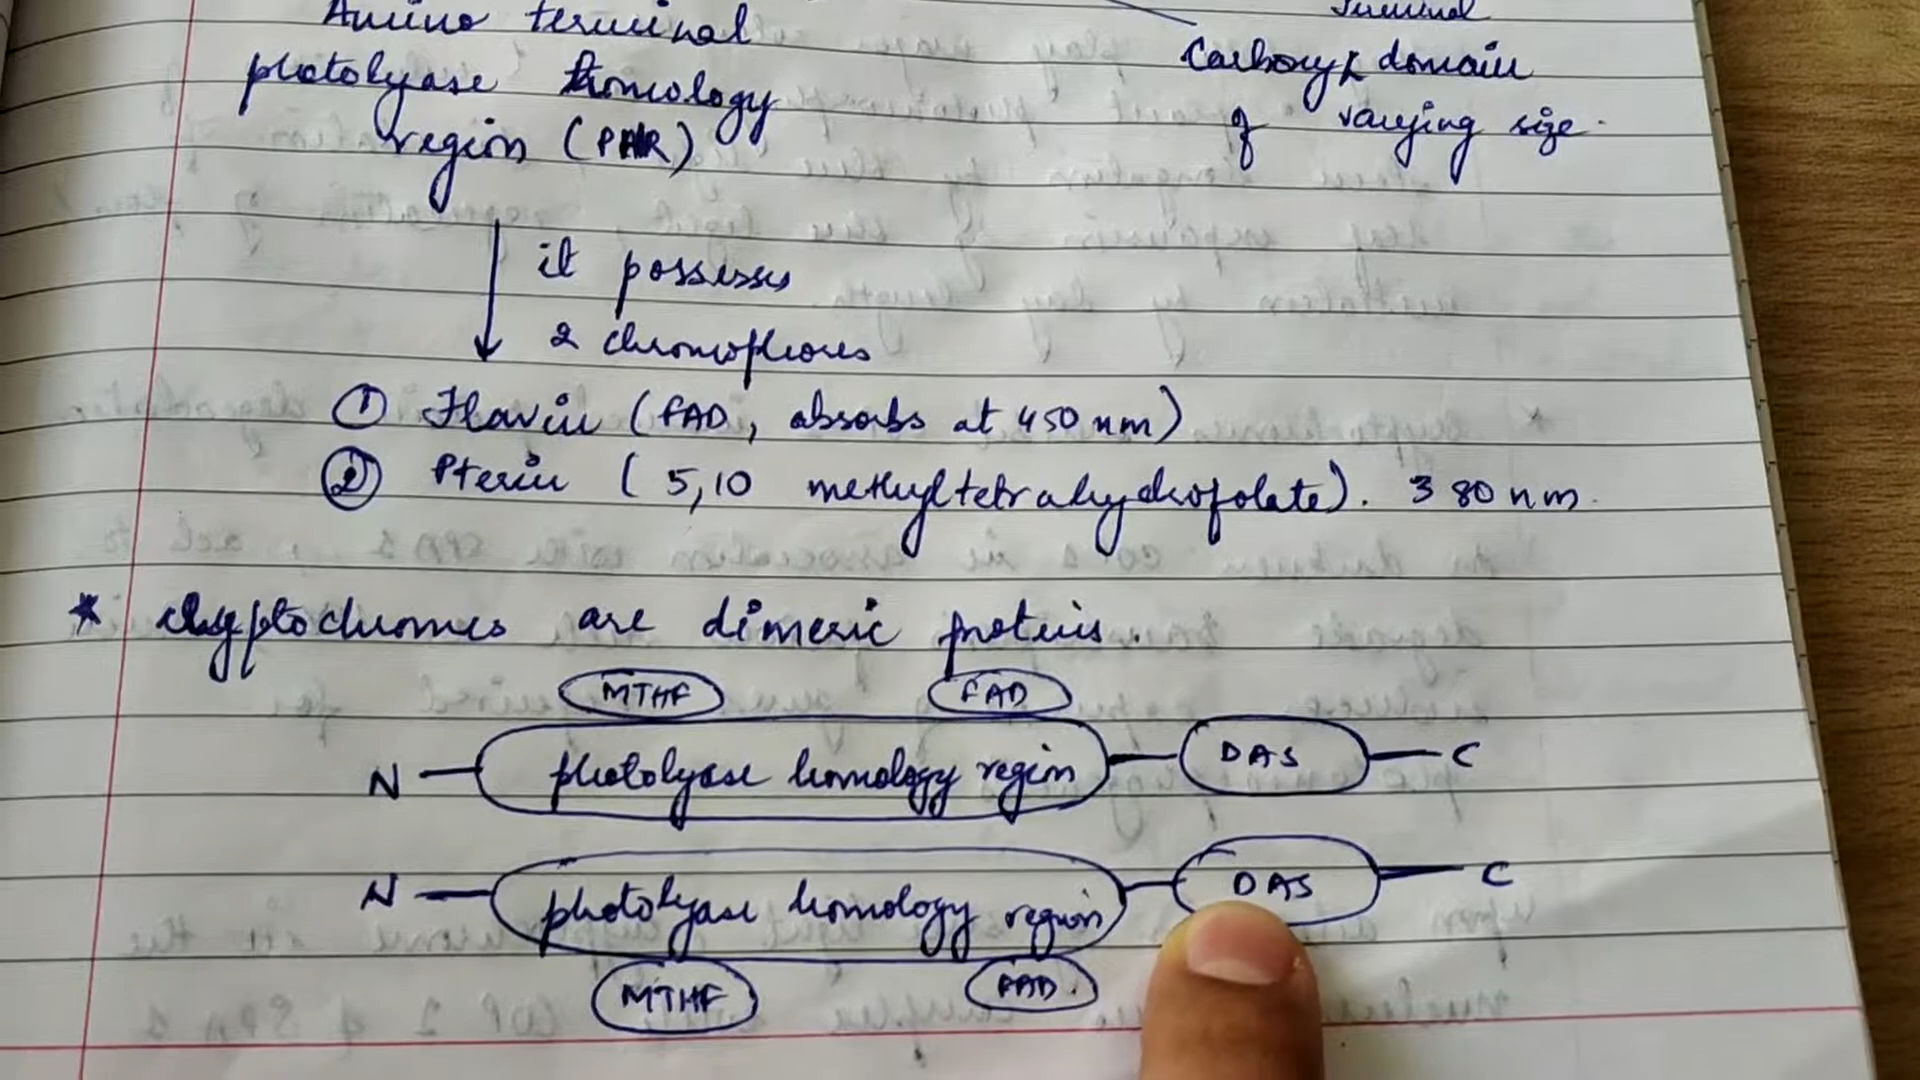 Amino terminal
photolyase homology
region (PHR)
terminal
Carboxy domain
of varying size.
it possesses
2 chromophores
① Flavin (FAD, absorbs at 450 nm)
② Pterin (5,10 methyltetrahydrofolate). 380 nm.
* Cryptochromes are dimeric proteins.
MTHF FAD
N photolyase homology region DAS C
N photolyase homology region DAS C
MTHF FAD.